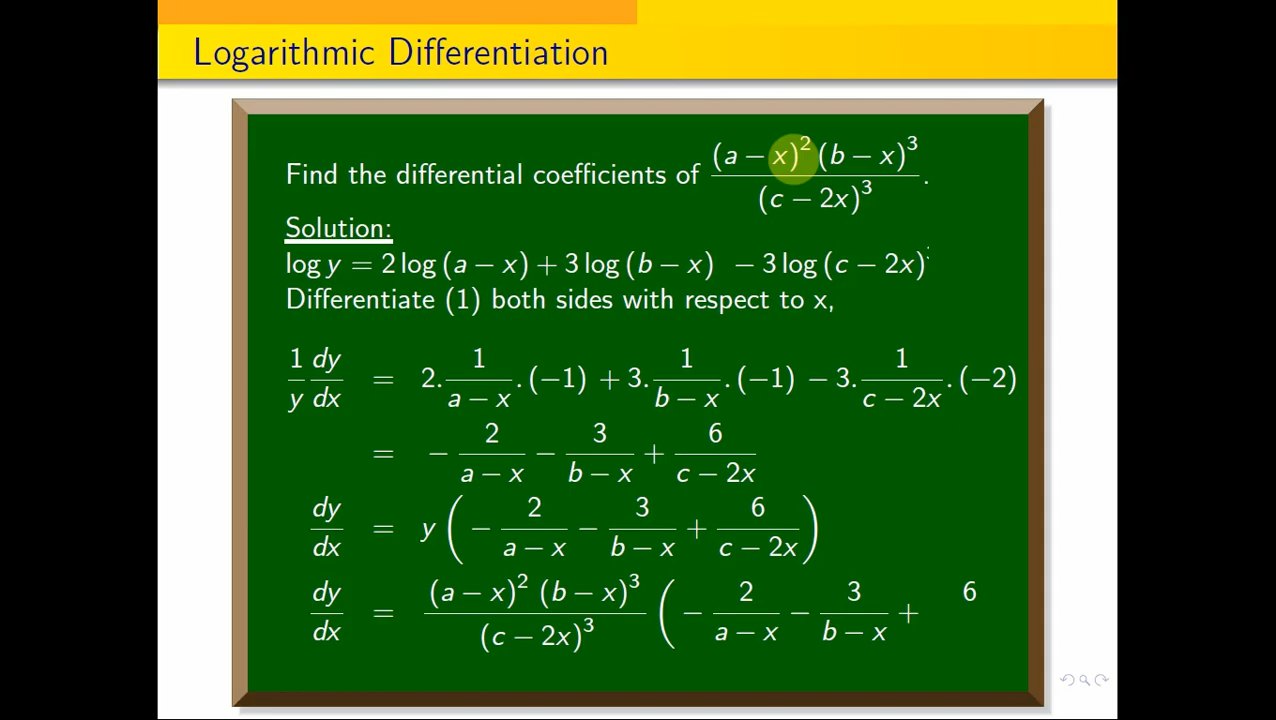 Logarithmic Differentiation
Find the differential coefficients of (a − x)² (b − x)³ / (c − 2x)³ .
Solution:
log y = 2 log (a − x) + 3 log (b − x) − 3 log (c − 2x)
Differentiate (1) both sides with respect to x,
1/y dy/dx = 2. 1/(a − x) . (−1) + 3. 1/(b − x) . (−1) − 3. 1/(c − 2x) . (−2)
= − 2/(a − x) − 3/(b − x) + 6/(c − 2x)
dy/dx = y ( − 2/(a − x) − 3/(b − x) + 6/(c − 2x) )
dy/dx = (a − x)² (b − x)³ / (c − 2x)³ ( − 2/(a − x) − 3/(b − x) + 6